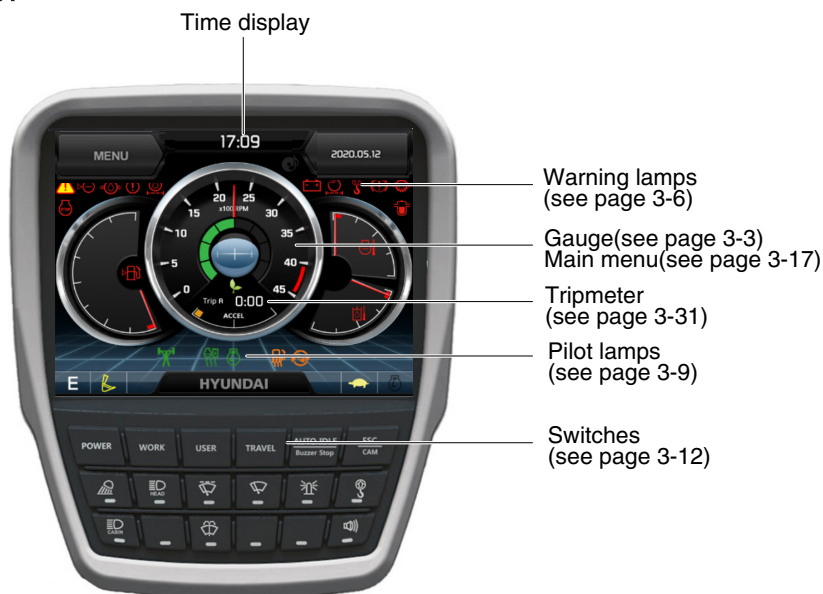 Time display
MENU
17:09
2020.05.12
Warning lamps
(see page 3-6)
Gauge(see page 3-3)
Main menu(see page 3-17)
Tripmeter
(see page 3-31)
Pilot lamps
(see page 3-9)
Switches
(see page 3-12)
20 25
x100 RPM
15 30
10 35
5 40
0 45
Trip A 0:00
ACCEL
E
HYUNDAI
POWER WORK USER TRAVEL AUTO IDLE ESC
Buzzer Stop CAM
HEAD
CABIN